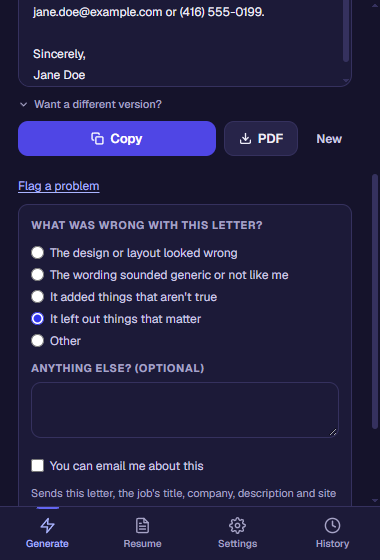 jane.doe@example.com or (416) 555-0199.
Sincerely,
Jane Doe
Want a different version?
Copy PDF New
Flag a problem
WHAT WAS WRONG WITH THIS LETTER?
The design or layout looked wrong
The wording sounded generic or not like me
It added things that aren't true
It left out things that matter
Other
ANYTHING ELSE? (OPTIONAL)
You can email me about this
Sends this letter, the job's title, company, description and site
Generate Resume Settings History